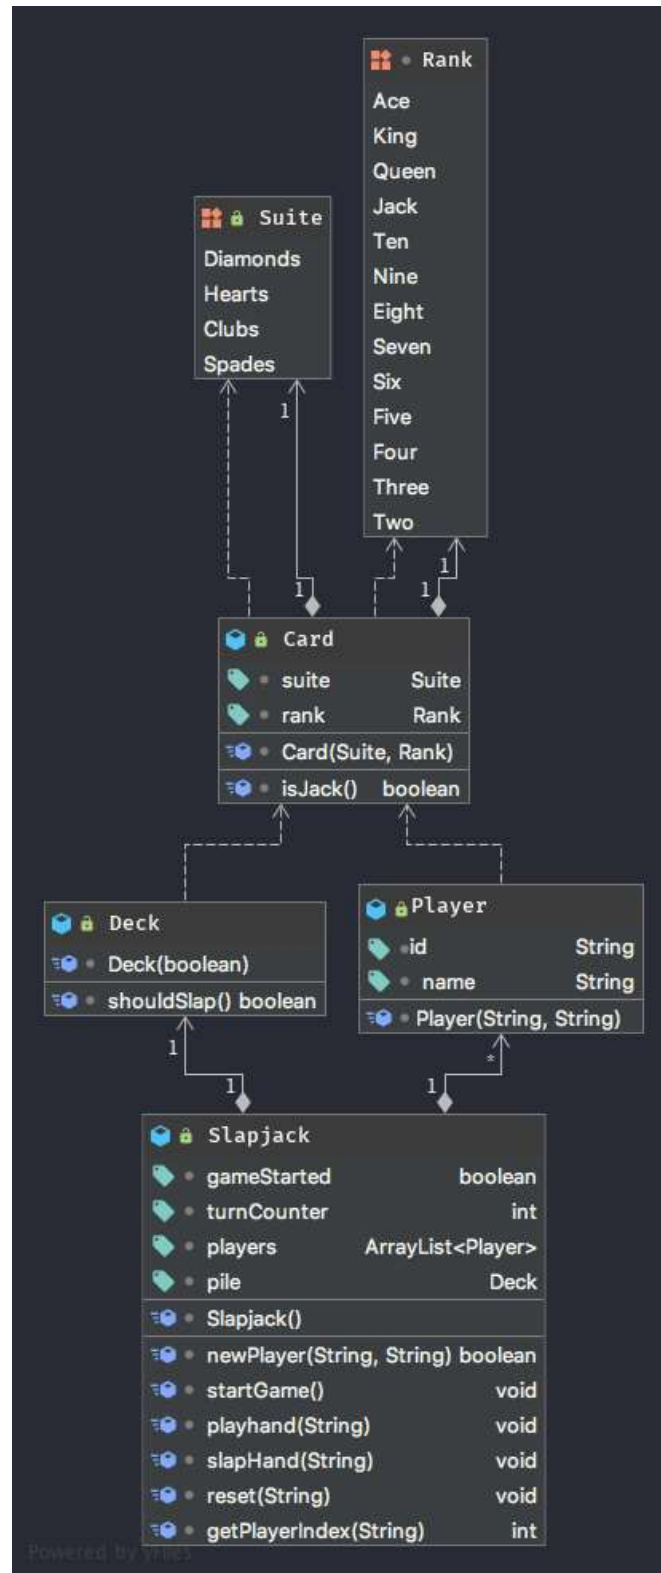 Rank
Ace
King
Queen
Jack
Ten
Nine
Eight
Seven
Six
Five
Four
Three
Two
Suite
Diamonds
Hearts
Clubs
Spades
1
1
1
1
Card
suite Suite
rank Rank
Card(Suite, Rank)
isJack() boolean
Deck
Deck(boolean)
shouldSlap() boolean
Player
id String
name String
Player(String, String)
1
*
1
1
Slapjack
gameStarted boolean
turnCounter int
players ArrayList<Player>
pile Deck
Slapjack()
newPlayer(String, String) boolean
startGame() void
playhand(String) void
slapHand(String) void
reset(String) void
getPlayerIndex(String) int
Powered by yFiles